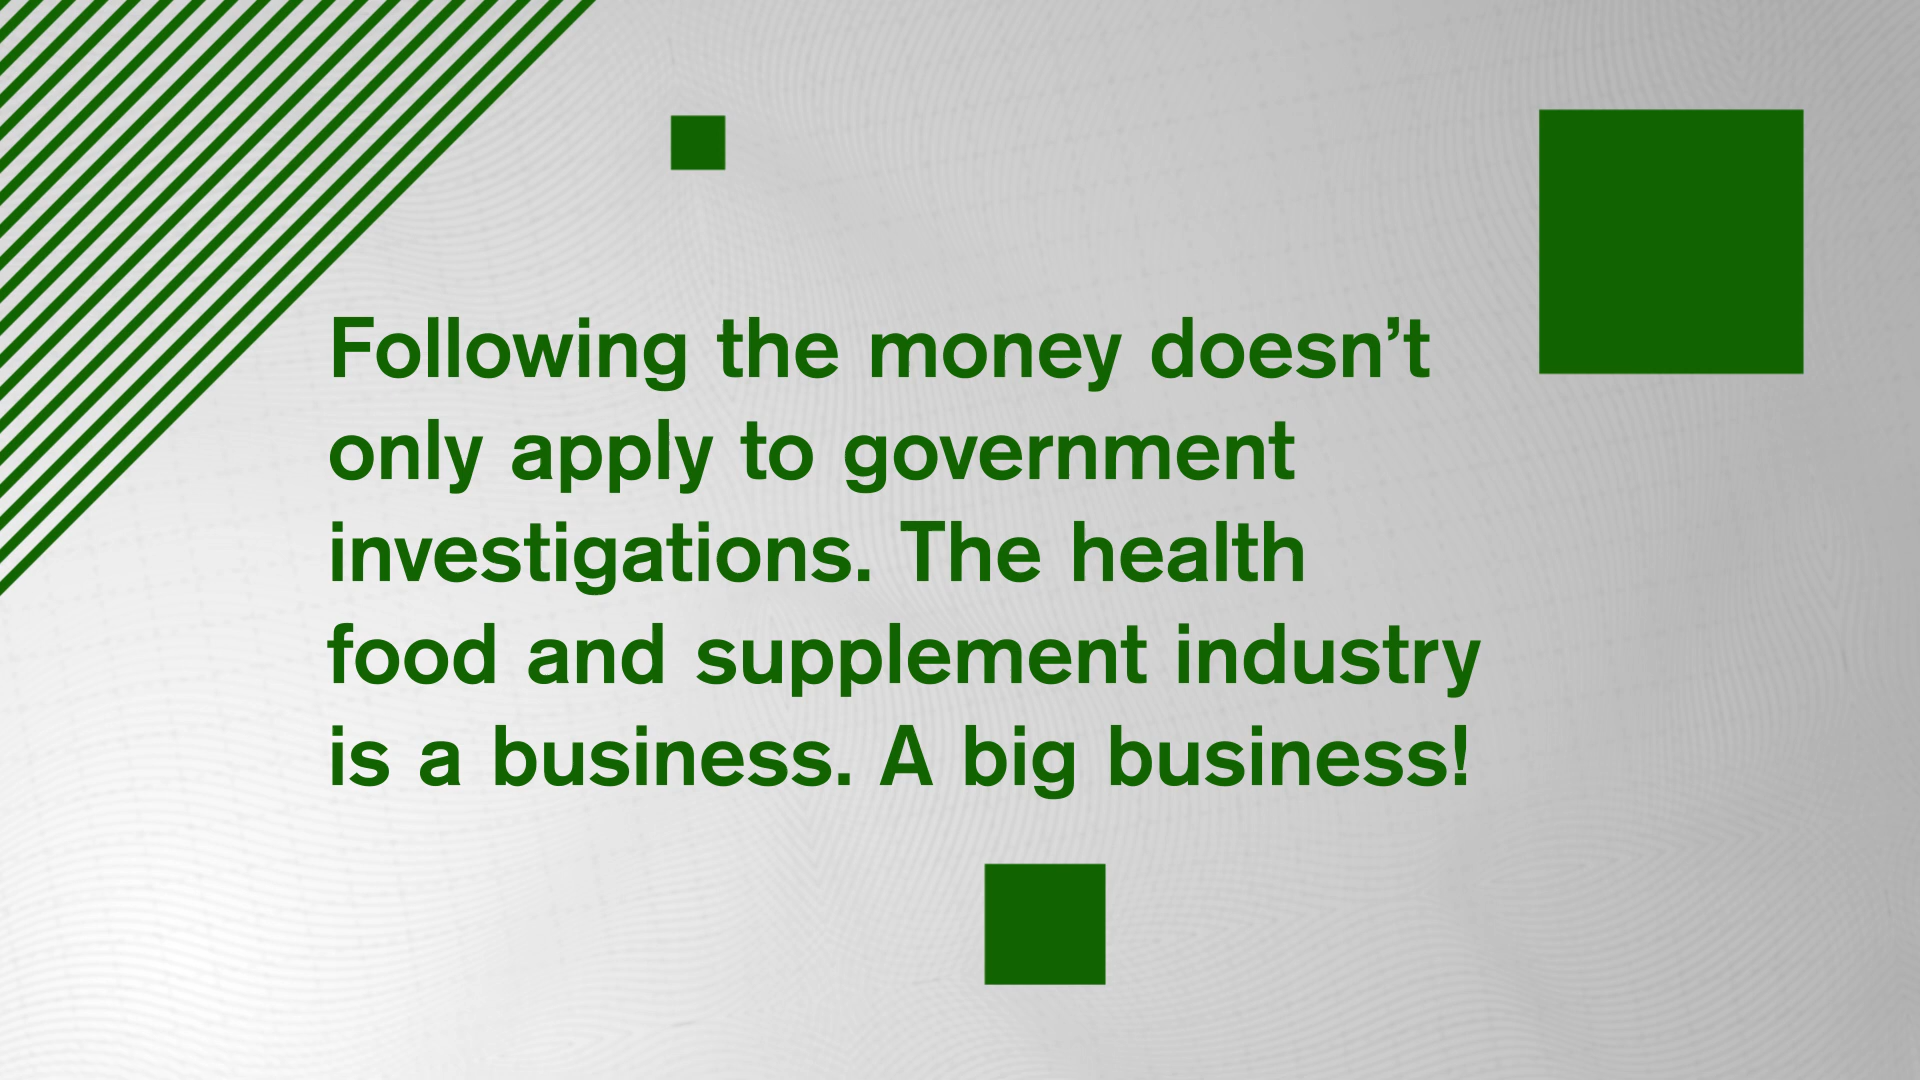 Following the money doesn’t
only apply to government
investigations. The health
food and supplement industry
is a business. A big business!